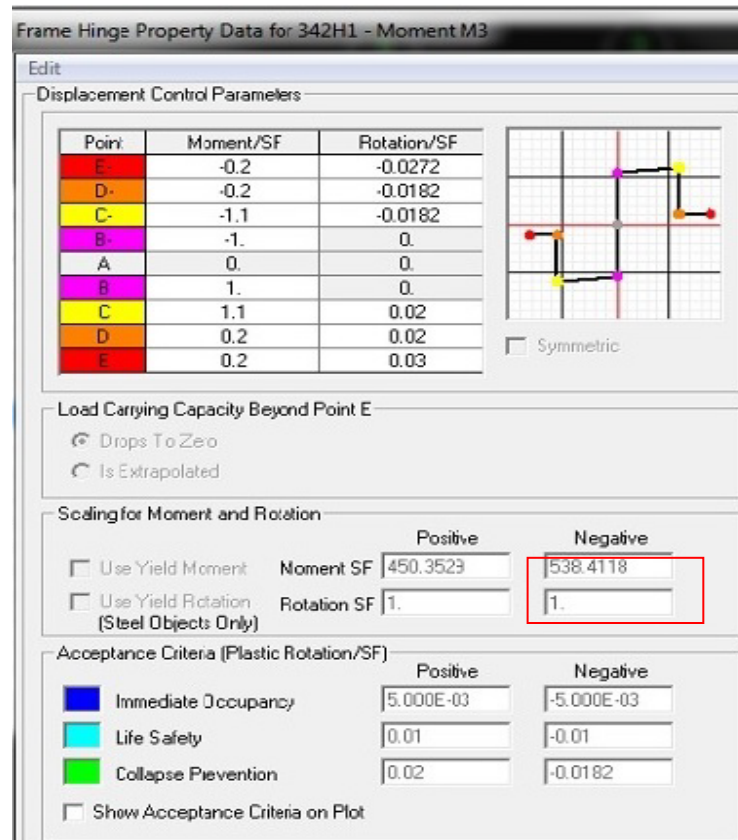 Frame Hinge Property Data for 342H1 - Moment M3
Edit
Displacement Control Parameters
Point Moment/SF Rotation/SF
E- -0.2 -0.0272
D- -0.2 -0.0182
C- -1.1 -0.0182
B- -1. 0.
A 0. 0.
B 1. 0.
C 1.1 0.02
D 0.2 0.02
E 0.2 0.03
Symmetric
Load Carrying Capacity Beyond Point E
Drops To Zero
Is Extrapolated
Scaling for Moment and Rotation
Positive Negative
Use Yield Moment Moment SF 450.3529 538.4118
Use Yield Rotation Rotation SF 1. 1.
(Steel Objects Only)
Acceptance Criteria (Plastic Rotation/SF)
Positive Negative
Immediate Occupancy 5.000E-03 -5.000E-03
Life Safety 0.01 -0.01
Collapse Prevention 0.02 -0.0182
Show Acceptance Criteria on Plot